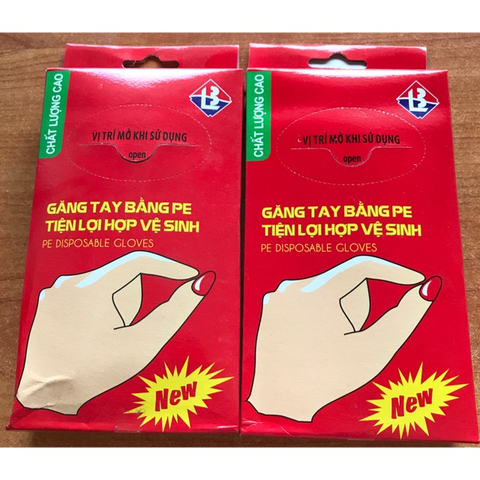 CHẤT LƯỢNG CAO
VỊ TRÍ MỞ KHI SỬ DỤNG
open
GĂNG TAY BẰNG PE
TIỆN LỢI HỢP VỆ SINH
PE DISPOSABLE GLOVES
New
CHẤT LƯỢNG CAO
VỊ TRÍ MỞ KHI SỬ DỤNG
open
GĂNG TAY BẰNG PE
TIỆN LỢI HỢP VỆ SINH
PE DISPOSABLE GLOVES
New